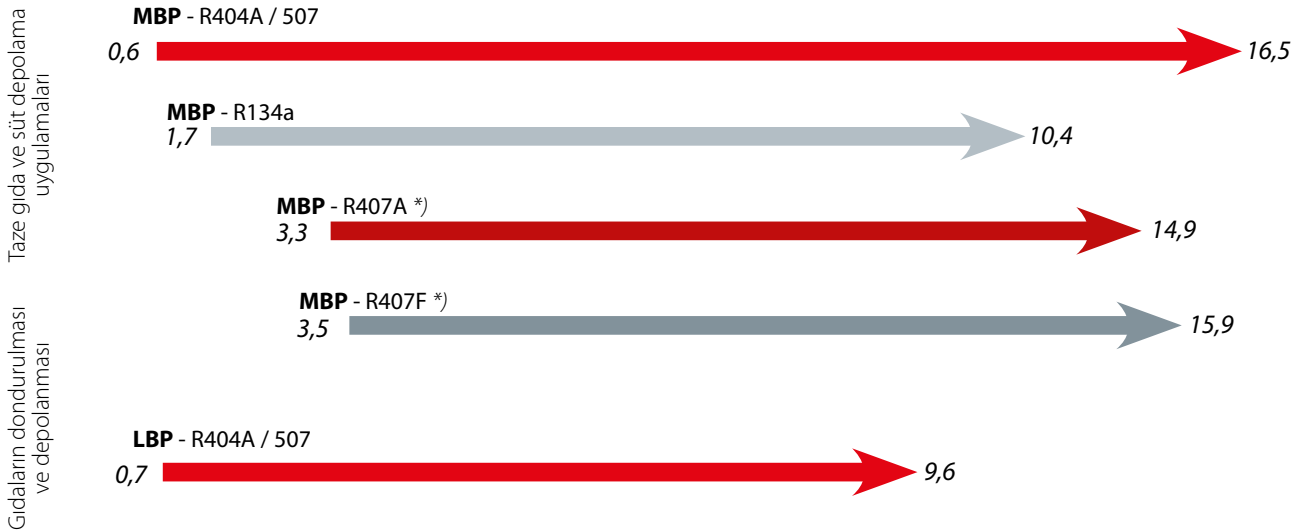 Taze gıda ve süt depolama
uygulamaları
MBP - R404A / 507
0,6 16,5
MBP - R134a
1,7 10,4
MBP - R407A *)
3,3 14,9
MBP - R407F *)
3,5 15,9
Gıdaların dondurulması
ve depolanması
LBP - R404A / 507
0,7 9,6